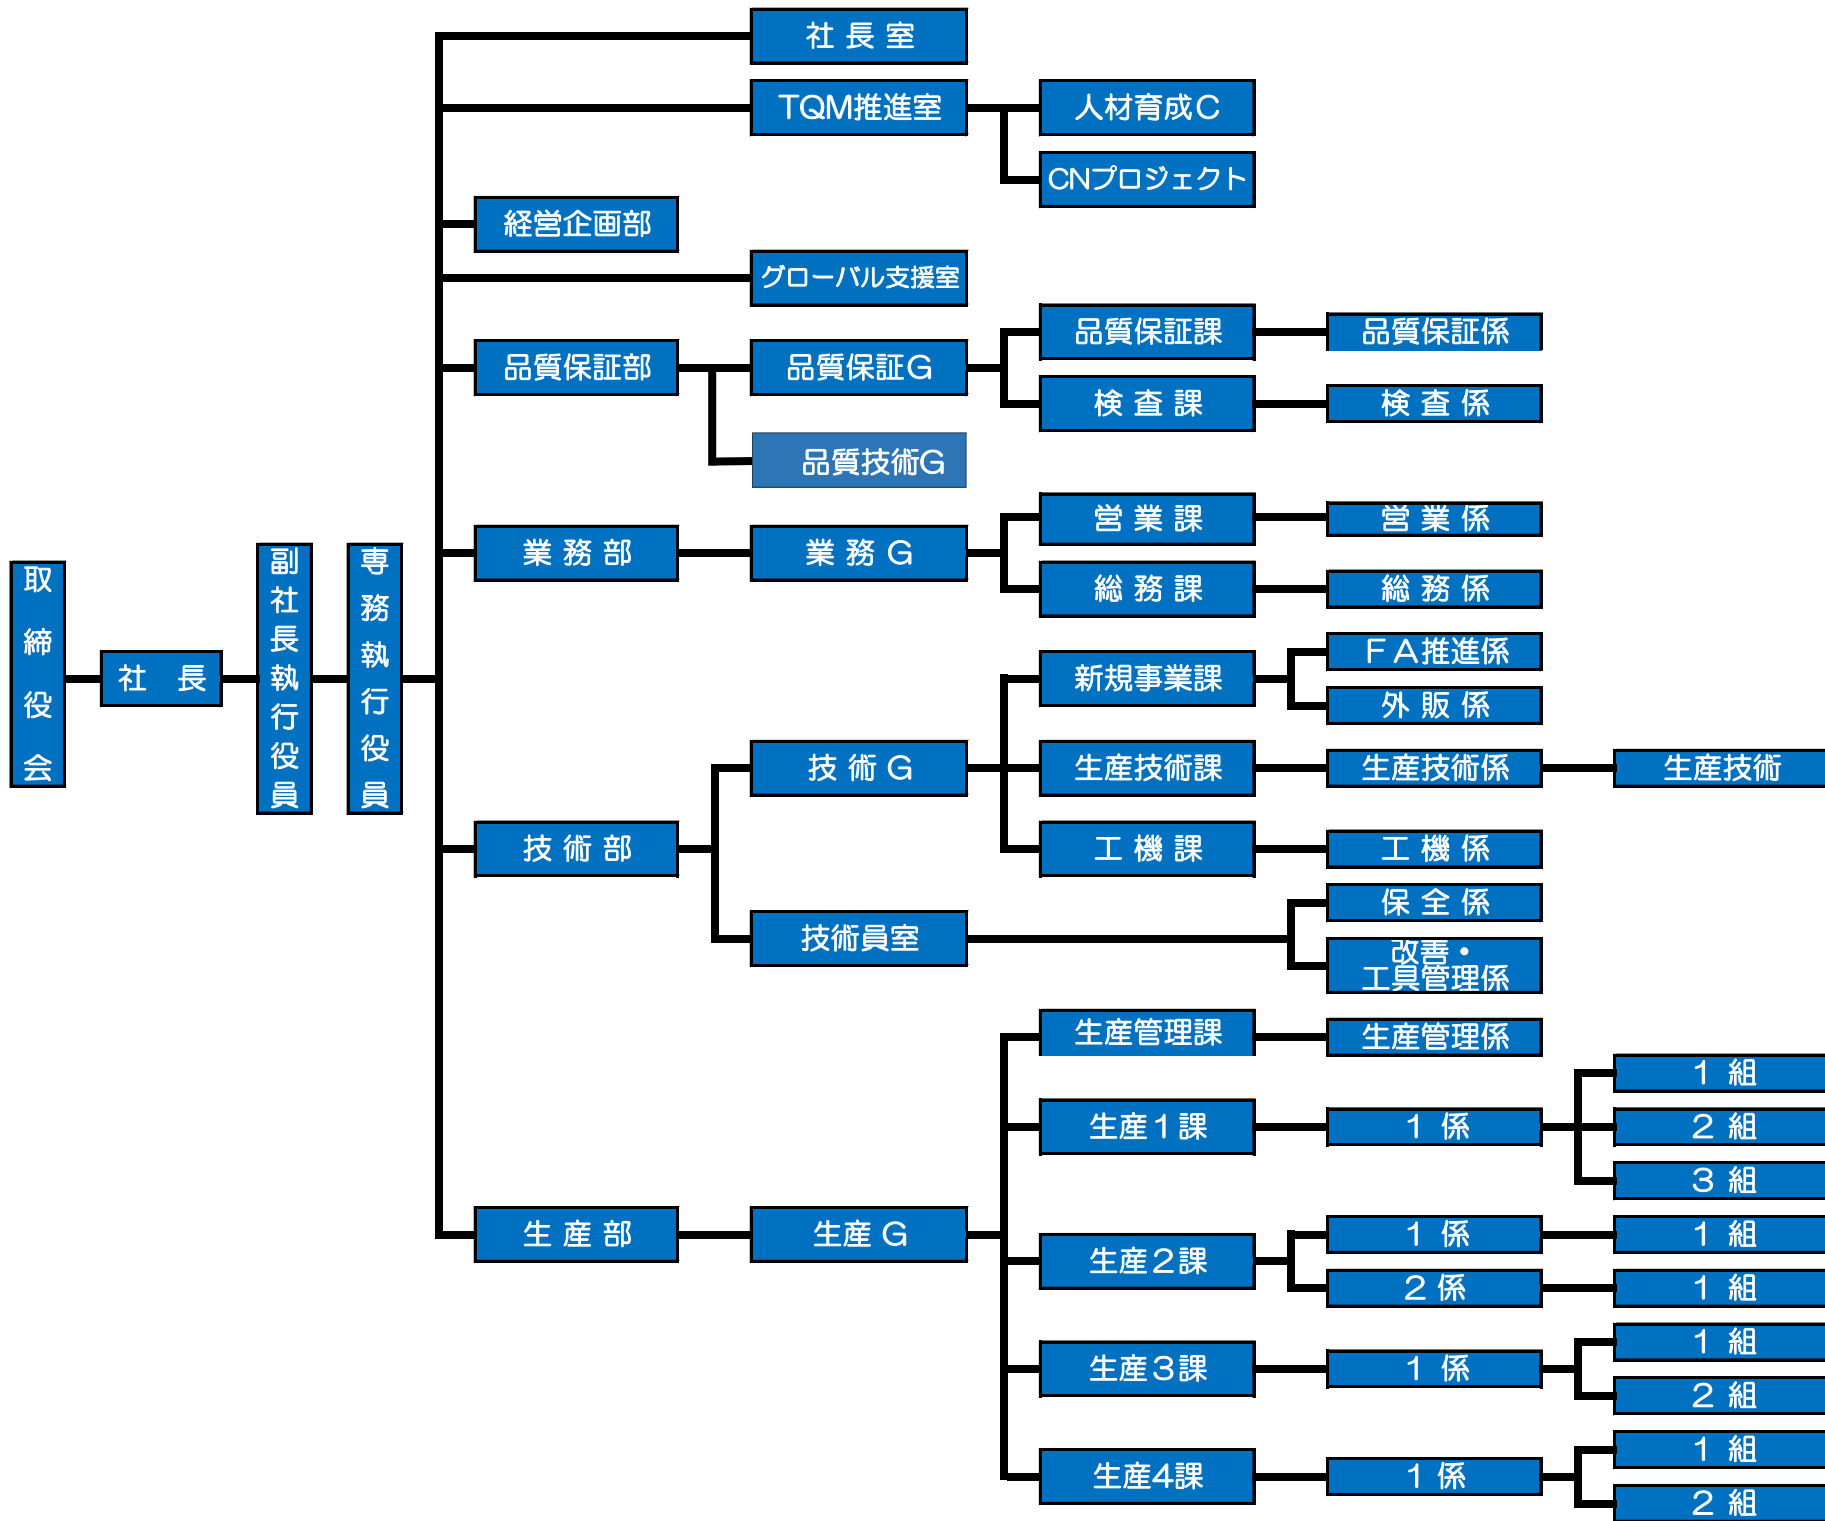 取締役会
社　長
副社長執行役員
専務執行役員
社 長 室
TQM推進室
人材育成Ｃ
CNプロジェクト
経営企画部
グローバル支援室
品質保証部
品質保証Ｇ
品質保証課
品質保証係
検 査 課
検 査 係
品質技術Ｇ
業 務 部
業 務 Ｇ
営 業 課
営 業 係
総 務 課
総 務 係
技 術 部
技 術 Ｇ
新規事業課
ＦＡ推進係
外 販 係
生産技術課
生産技術係
生産技術
工 機 課
工 機 係
技術員室
保 全 係
改善・
工具管理係
生 産 部
生産 Ｇ
生産管理課
生産管理係
生産１課
１ 係
１ 組
２ 組
３ 組
生産２課
１ 係
１ 組
２係
１ 組
生産３課
１ 係
１ 組
２ 組
生産4課
１ 係
１ 組
２ 組